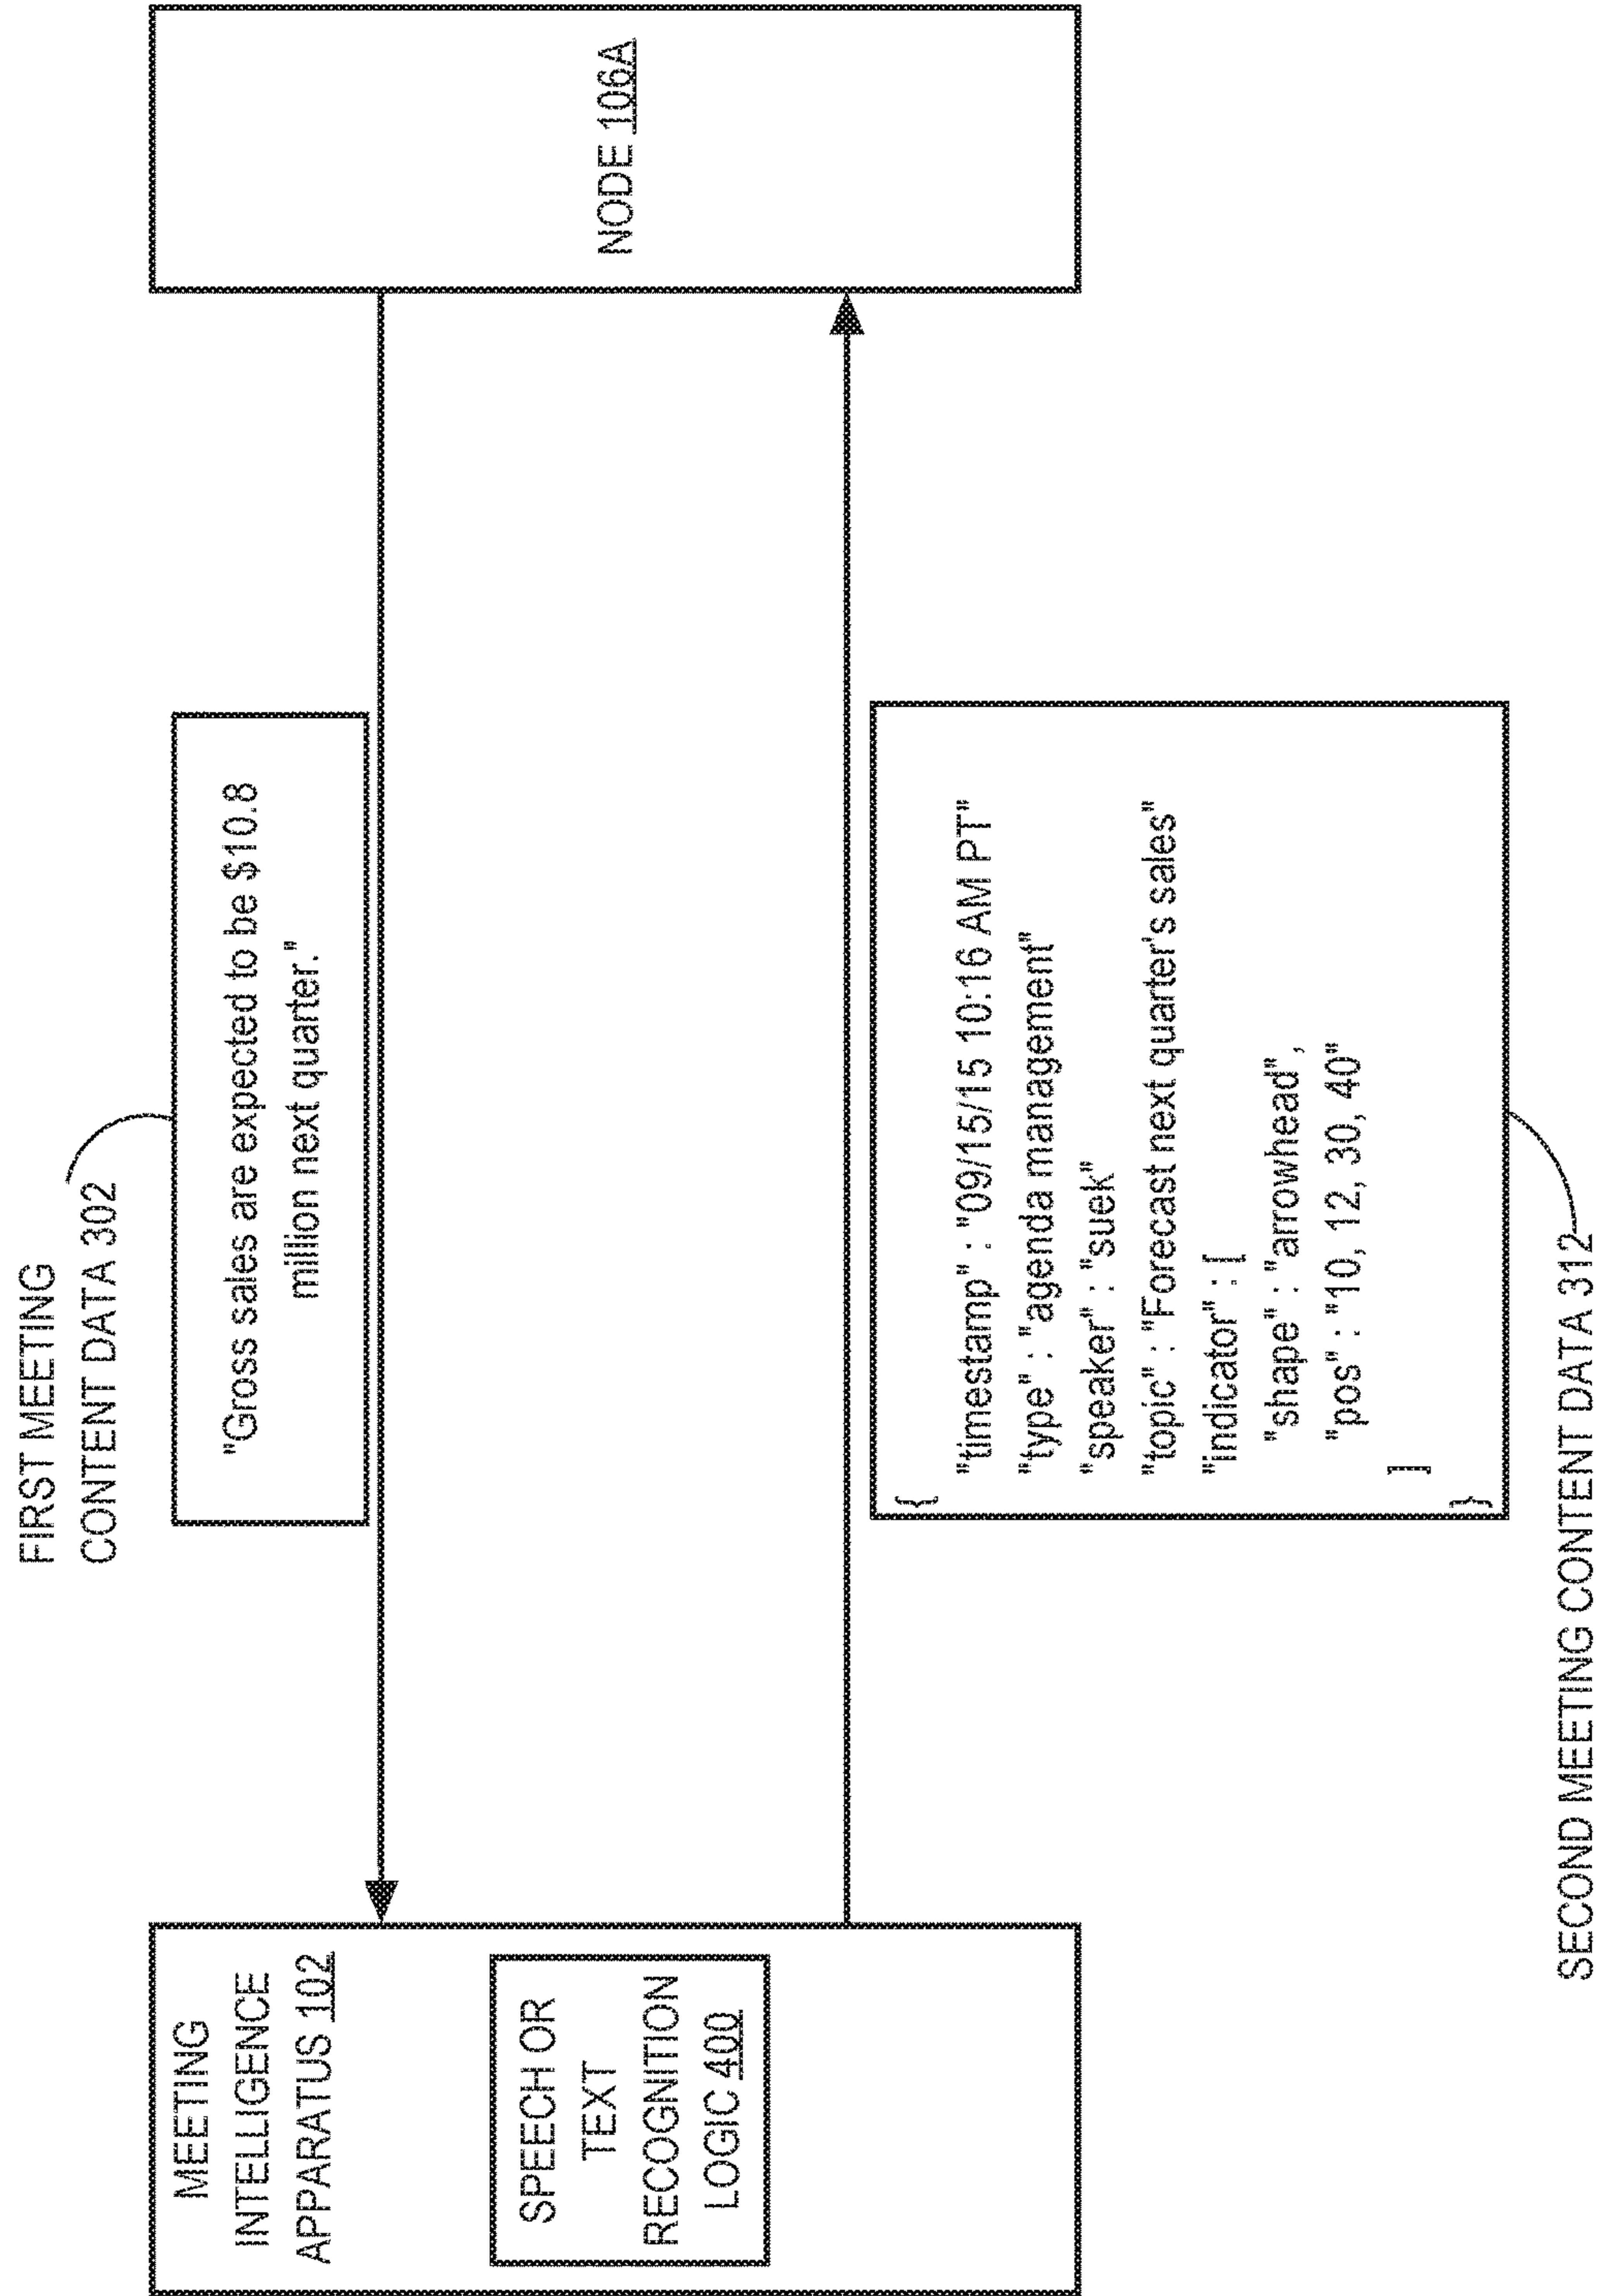 FIRST MEETING
CONTENT DATA 302
"Gross sales are expected to be $10.8
million next quarter."
MEETING
INTELLIGENCE
APPARATUS 102
SPEECH OR
TEXT
RECOGNITION
LOGIC 400
NODE 106A
{
"timestamp" : "09/15/15 10:16 AM PT"
"type" : "agenda management"
"speaker" : "suek"
"topic" : "Forecast next quarter's sales"
"indicator" : [
"shape" : "arrowhead",
"pos" : "10, 12, 30, 40"
]
}
SECOND MEETING CONTENT DATA 312